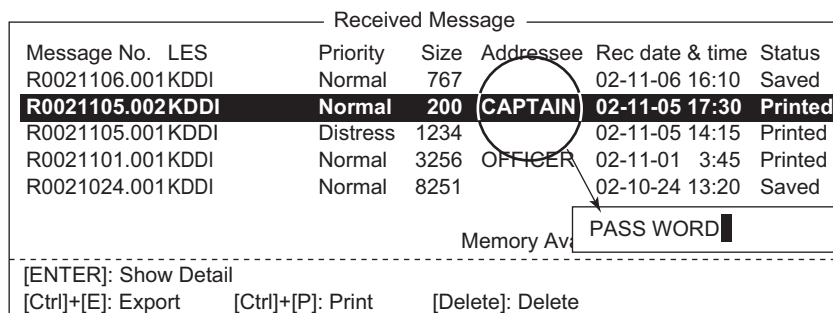 Received Message
Message No. LES Priority Size Addressee Rec date & time Status
R0021106.001 KDDI Normal 767 02-11-06 16:10 Saved
R0021105.002 KDDI Normal 200 CAPTAIN 02-11-05 17:30 Printed
R0021105.001 KDDI Distress 1234 02-11-05 14:15 Printed
R0021101.001 KDDI Normal 3256 OFFICER 02-11-01 3:45 Printed
R0021024.001 KDDI Normal 8251 02-10-24 13:20 Saved
PASS WORD
Memory
[ENTER]: Show Detail
[Ctrl]+[E]: Export [Ctrl]+[P]: Print [Delete]: Delete